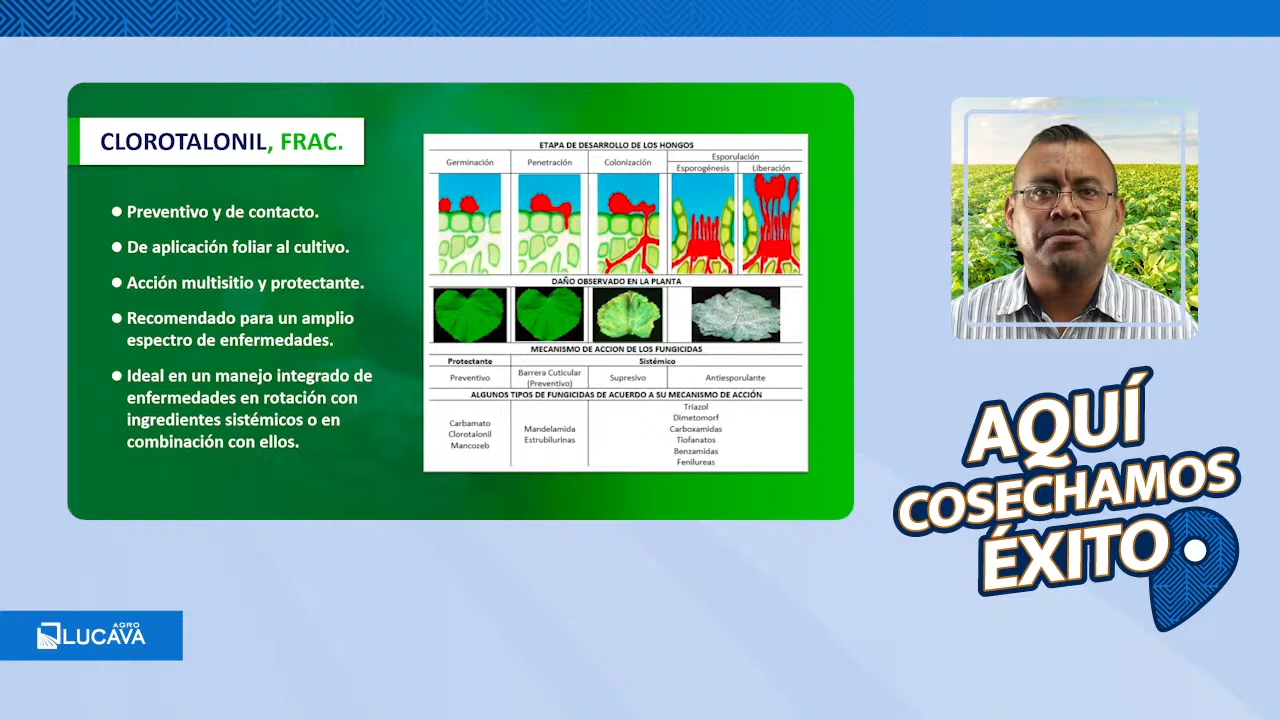 CLOROTALONIL, FRAC.
● Preventivo y de contacto.
● De aplicación foliar al cultivo.
● Acción multisitio y protectante.
● Recomendado para un amplio
espectro de enfermedades.
● Ideal en un manejo integrado de
enfermedades en rotación con
ingredientes sistémicos o en
combinación con ellos.
ETAPA DE DESARROLLO DE LOS HONGOS
Germinación Penetración Colonización Esporulación
Esporogénesis Liberación
DAÑO OBSERVADO EN LA PLANTA
MECANISMO DE ACCION DE LOS FUNGICIDAS
Protectante Sistémico
Preventivo Barrera Cuticular (Preventivo) Supresivo Antiesporulante
ALGUNOS TIPOS DE FUNGICIDAS DE ACUERDO A SU MECANISMO DE ACCIÓN
Carbamato
Clorotalonil
Mancozeb
Mandelamida
Estrubilurinas
Triazol
Dimetomorf
Carboxamidas
Tiofanatos
Benzamidas
Fenilureas
AQUÍ
COSECHAMOS
ÉXITO
AGRO
LUCAVA